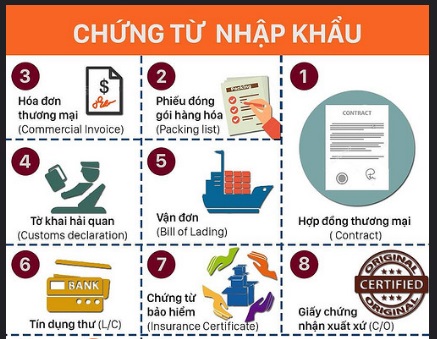 CHỨNG TỪ NHẬP KHẨU
3
Hóa đơn
thương mại
(Commercial Invoice)
$
2
Phiếu đóng
gói hàng hóa
(Packing list)
Packing
1
CONTRACT
Hợp đồng thương mại
( Contract)
4
Tờ khai hải quan
(Customs declaration)
5
Vận đơn
(Bill of Lading)
6
BANK
Tín dụng thư (L/C)
7
Chứng từ
bảo hiểm
(Insurance Certificate)
8
ORIGINAL
CERTIFIED
ORIGINAL
Giấy chứng
nhận xuất xứ (C/O)